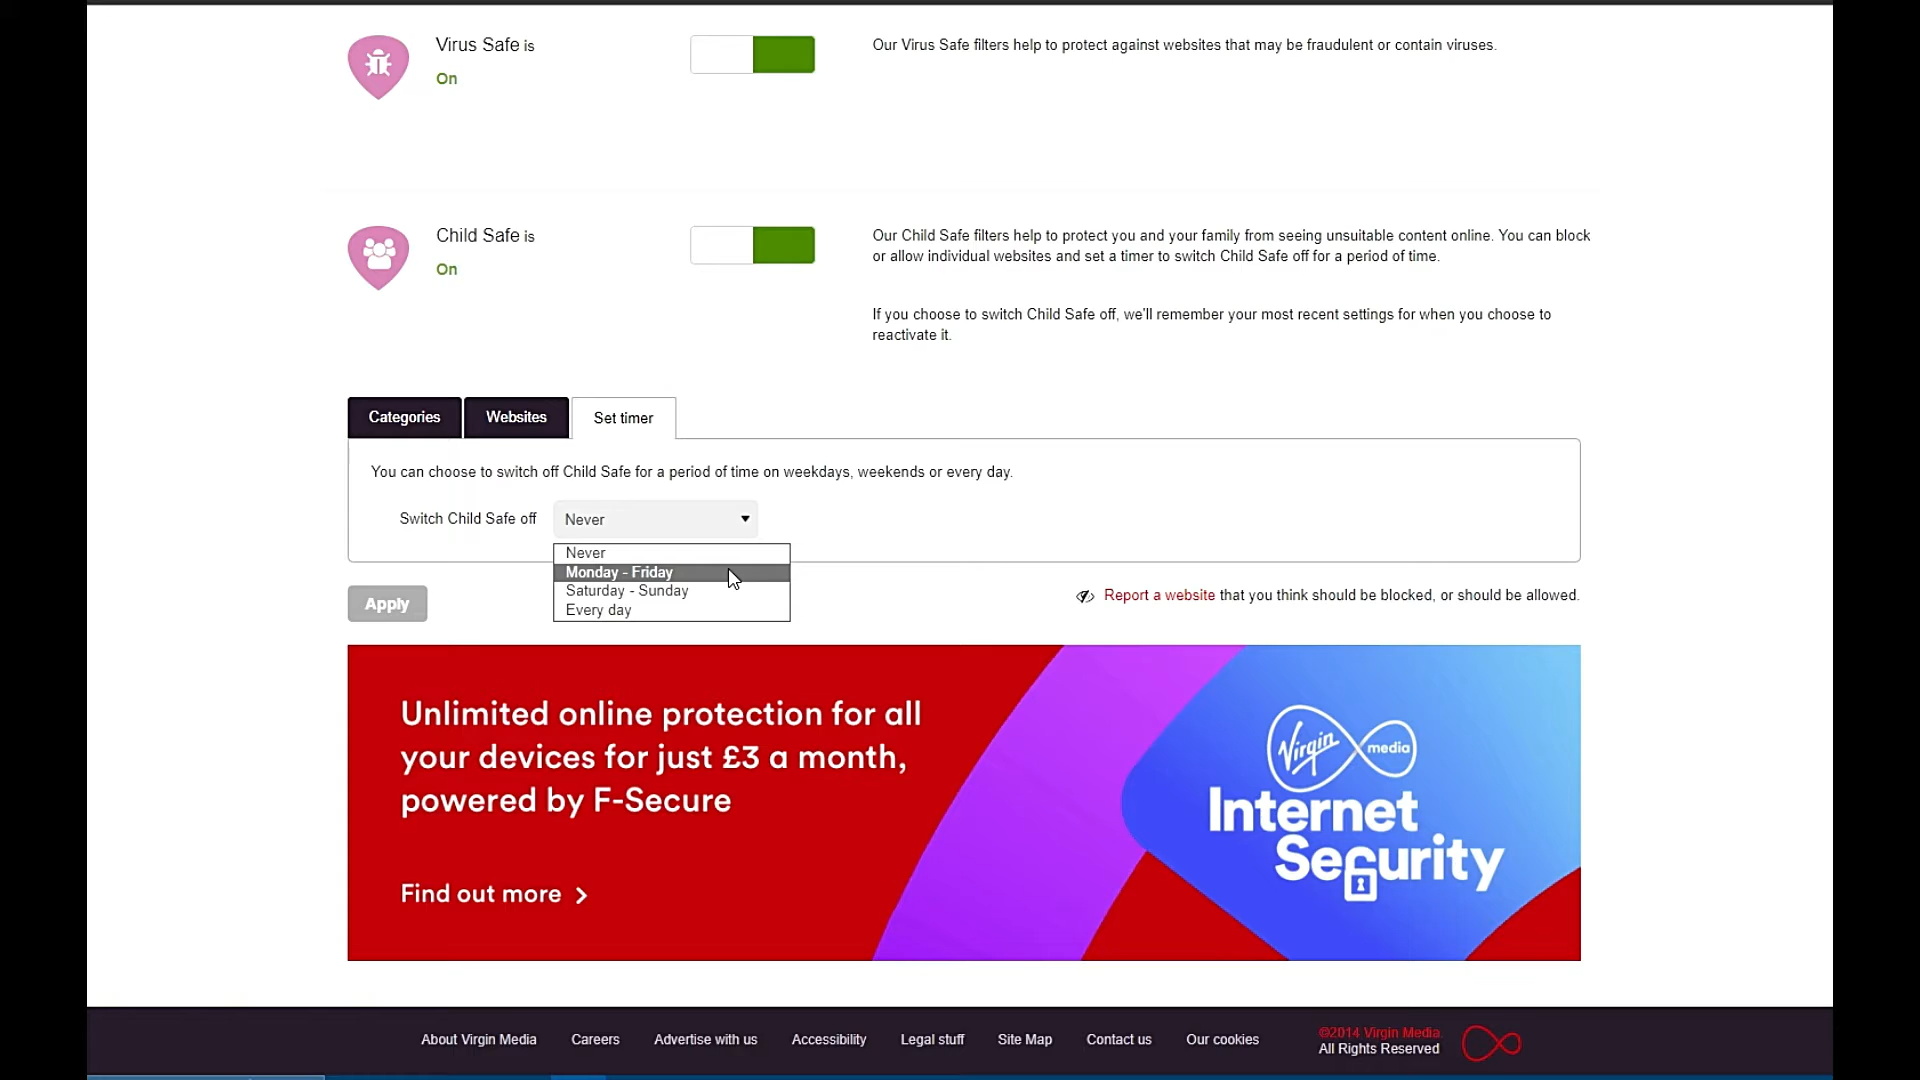 Virus Safe is
On
Our Virus Safe filters help to protect against websites that may be fraudulent or contain viruses.
Child Safe is
On
Our Child Safe filters help to protect you and your family from seeing unsuitable content online. You can block
or allow individual websites and set a timer to switch Child Safe off for a period of time.
If you choose to switch Child Safe off, we'll remember your most recent settings for when you choose to
reactivate it.
Categories
Websites
Set timer
You can choose to switch off Child Safe for a period of time on weekdays, weekends or every day.
Switch Child Safe off
Never
Never
Monday - Friday
Saturday - Sunday
Every day
Apply
Report a website that you think should be blocked, or should be allowed.
Unlimited online protection for all
your devices for just £3 a month,
powered by F-Secure
Find out more
Virgin media
Internet
Security
About Virgin Media
Careers
Advertise with us
Accessibility
Legal stuff
Site Map
Contact us
Our cookies
©2014 Virgin Media.
All Rights Reserved